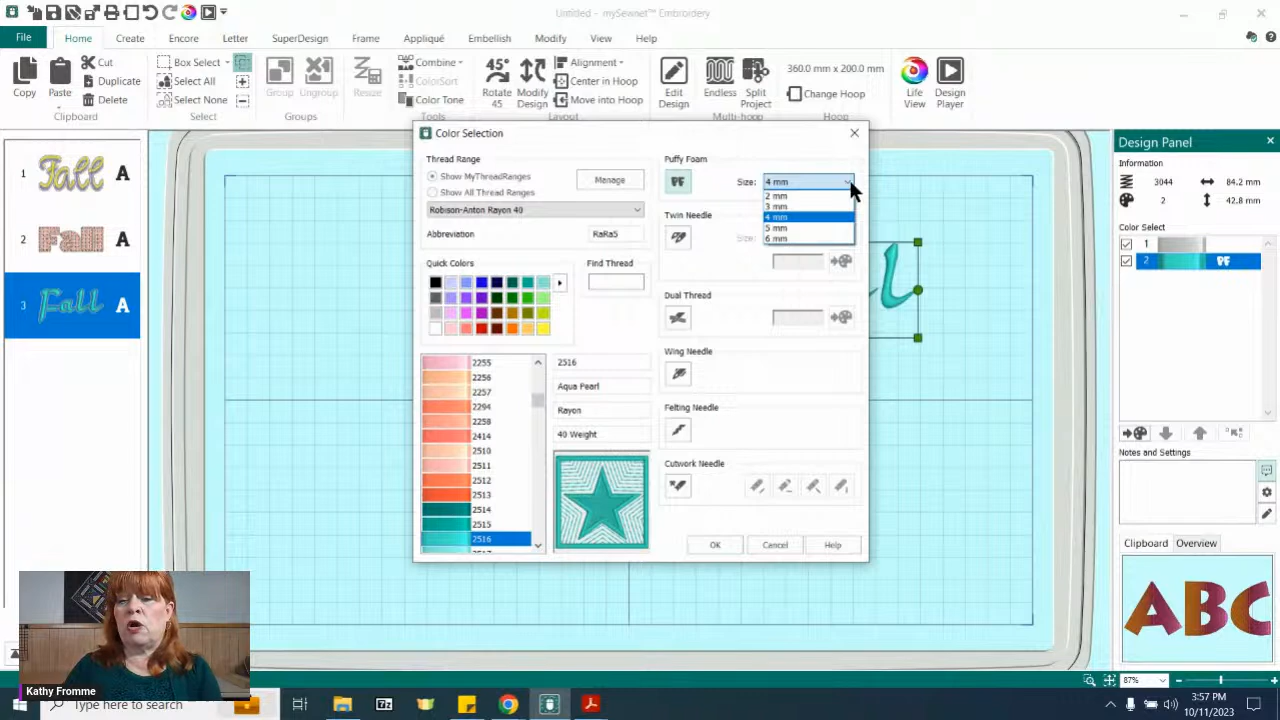 Untitled - mySewnet™ Embroidery
File Home Create Encore Letter SuperDesign Frame Appliqué Embellish Modify View Help
Copy
Paste
Cut
Duplicate
Delete
Clipboard
Box Select
Select All
Select None
Select
Group
Ungroup
Groups
Resize
Combine
ColorSort
Color Tone
Tools
Rotate 45
45°
Modify Design
Alignment
Center in Hoop
Move into Hoop
Layout
Edit Design
Endless
Split Project
Multi-hoop
360.0 mm x 200.0 mm
Change Hoop
Hoop
Life View
Design Player
1 Fall A
2 Fall A
3 Fall A
Color Selection
Thread Range
Show MyThreadRanges
Manage
Show All Thread Ranges
Robison-Anton Rayon 40
Abbreviation RaRa5
Quick Colors
Find Thread
2255
2256
2257
2294
2258
2414
2510
2511
2512
2513
2514
2515
2516
2516
Aqua Pearl
Rayon
40 Weight
Puffy Foam
Size: 4 mm
2 mm
3 mm
4 mm
5 mm
6 mm
Twin Needle
Size:
Dual Thread
Wing Needle
Felting Needle
Cutwork Needle
OK Cancel Help
Design Panel
Information
3044 84.2 mm
2 42.8 mm
Color Select
1
2
Notes and Settings
Clipboard Overview
ABC
87%
Kathy Fromme
Type here to search
3:57 PM
10/11/2023